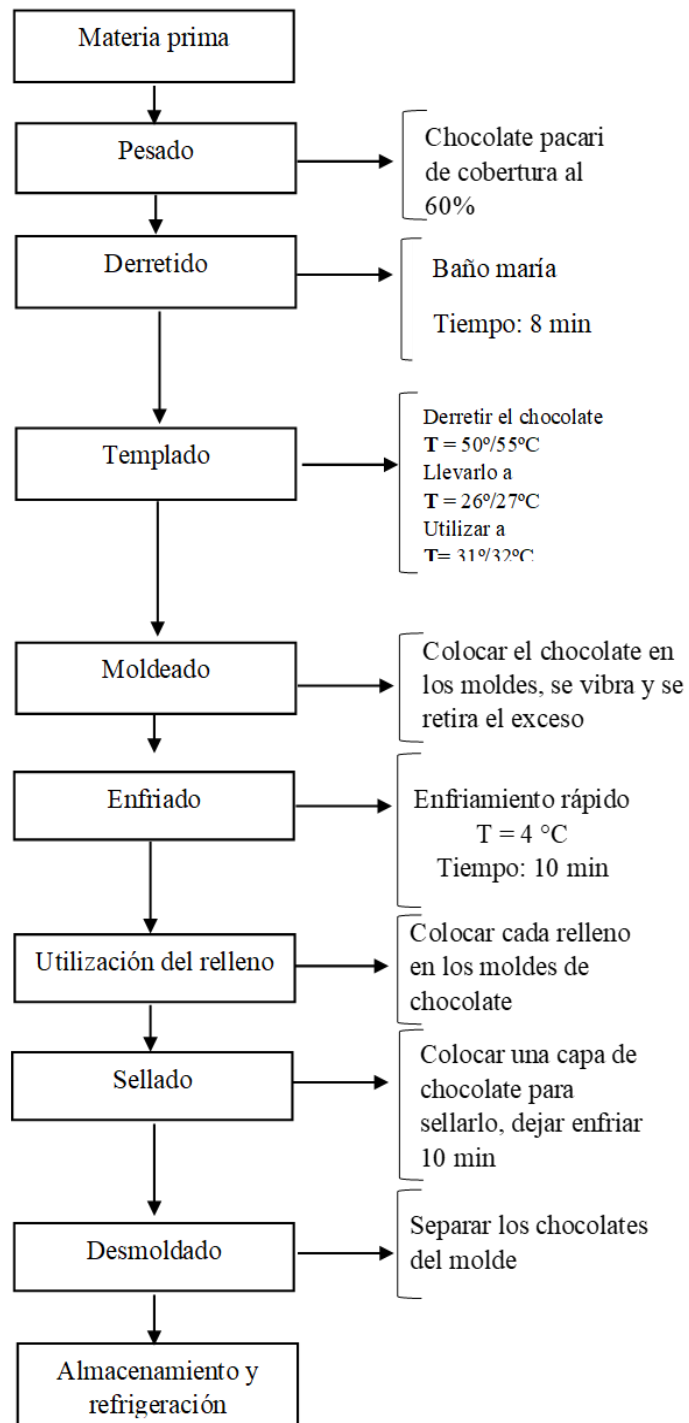 Materia prima
Pesado
Chocolate pacari
de cobertura al
60%
Derretido
Baño maría
Tiempo: 8 min
Templado
Derretir el chocolate
T = 50º/55ºC
Llevarlo a
T = 26º/27ºC
Utilizar a
T= 31º/32ºC
Moldeado
Colocar el chocolate en
los moldes, se vibra y se
retira el exceso
Enfriado
Enfriamiento rápido
T = 4 °C
Tiempo: 10 min
Utilización del relleno
Colocar cada relleno
en los moldes de
chocolate
Sellado
Colocar una capa de
chocolate para
sellarlo, dejar enfriar
10 min
Desmoldado
Separar los chocolates
del molde
Almacenamiento y
refrigeración